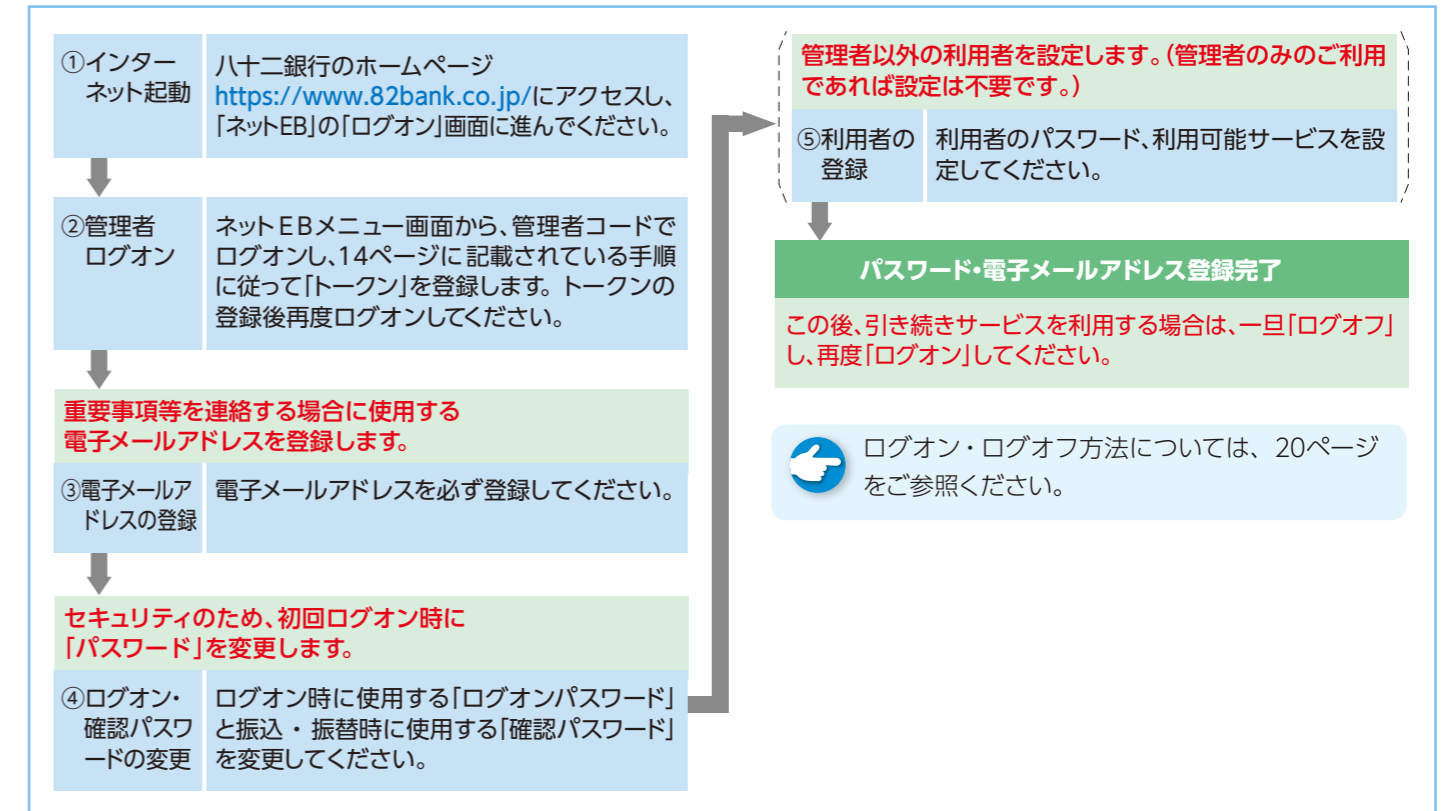 ①インター
ネット起動
八十二銀行のホームページ
https://www.82bank.co.jp/にアクセスし、
「ネットEB」の「ログオン」画面に進んでください。
②管理者
ログオン
ネットEBメニュー画面から、管理者コードで
ログオンし、14ページに記載されている手順
に従って「トークン」を登録します。トークンの
登録後再度ログオンしてください。
重要事項等を連絡する場合に使用する
電子メールアドレスを登録します。
③電子メールア
ドレスの登録
電子メールアドレスを必ず登録してください。
セキュリティのため、初回ログオン時に
「パスワード」を変更します。
④ログオン・
確認パスワ
ードの変更
ログオン時に使用する「ログオンパスワード」
と振込・振替時に使用する「確認パスワード」
を変更してください。
管理者以外の利用者を設定します。(管理者のみのご利用
であれば設定は不要です。)
⑤利用者の
登録
利用者のパスワード、利用可能サービスを設
定してください。
パスワード・電子メールアドレス登録完了
この後、引き続きサービスを利用する場合は、一旦「ログオフ」
し、再度「ログオン」してください。
ログオン・ログオフ方法については、20ページ
をご参照ください。